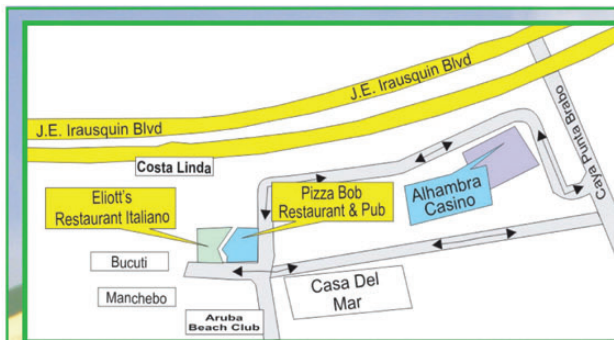 J.E. Irausquin Blvd
J.E. Irausquin Blvd
Caya Punta Brabo
Costa Linda
Eliott's
Restaurant Italiano
Pizza Bob
Restaurant & Pub
Alhambra
Casino
Bucuti
Manchebo
Casa Del
Mar
Aruba
Beach Club